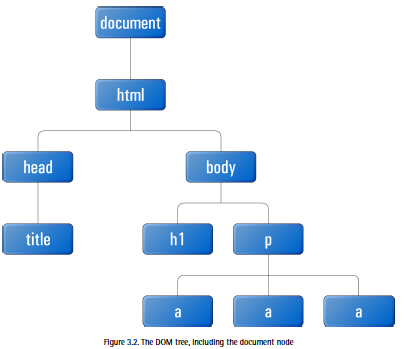 document
html
head
body
title
h1
p
a
a
a
Figure 3.2. The DOM tree, including the document node